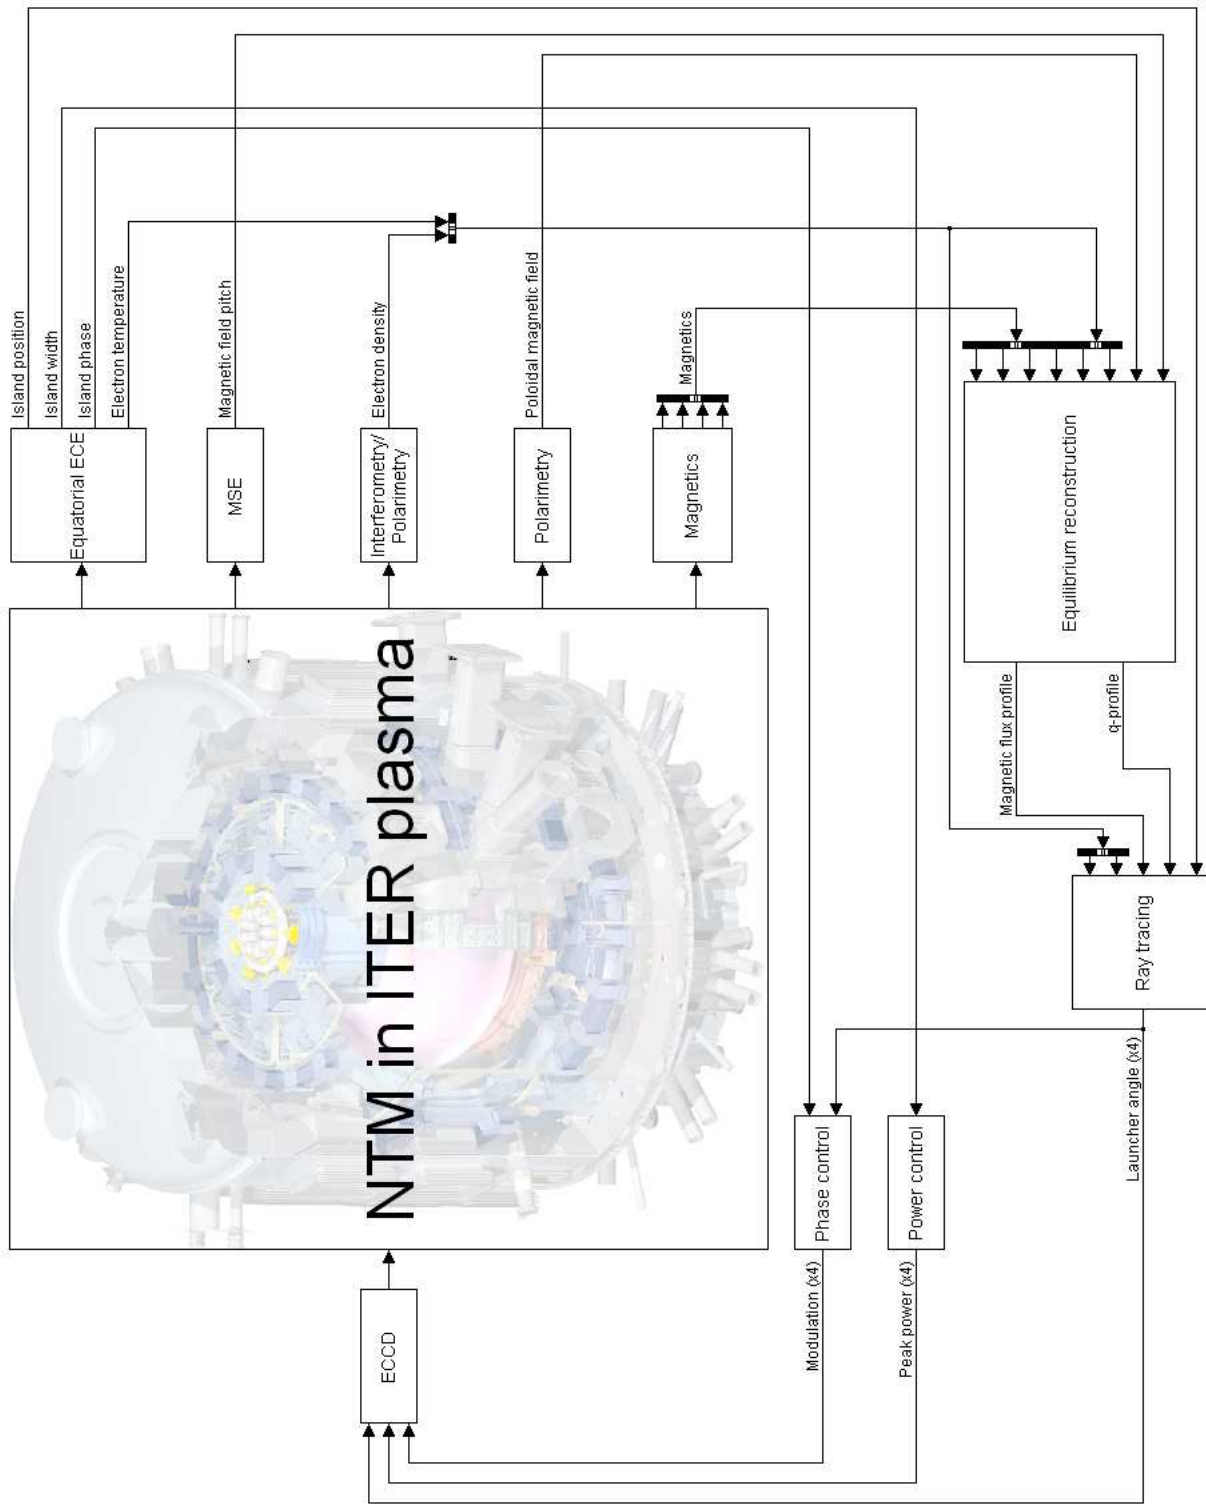 Island position
Island width
Island phase
Electron temperature
Equatorial ECE
Magnetic field pitch
MSE
Electron density
Interferometry/
Polarimetry
Poloidal magnetic field
Polarimetry
Magnetics
Magnetics
Equilibrium reconstruction
Magnetic flux profile
q-profile
NTM in ITER plasma
Ray tracing
Launcher angle (x4)
Phase control
Modulation (x4)
Power control
Peak power (x4)
ECCD